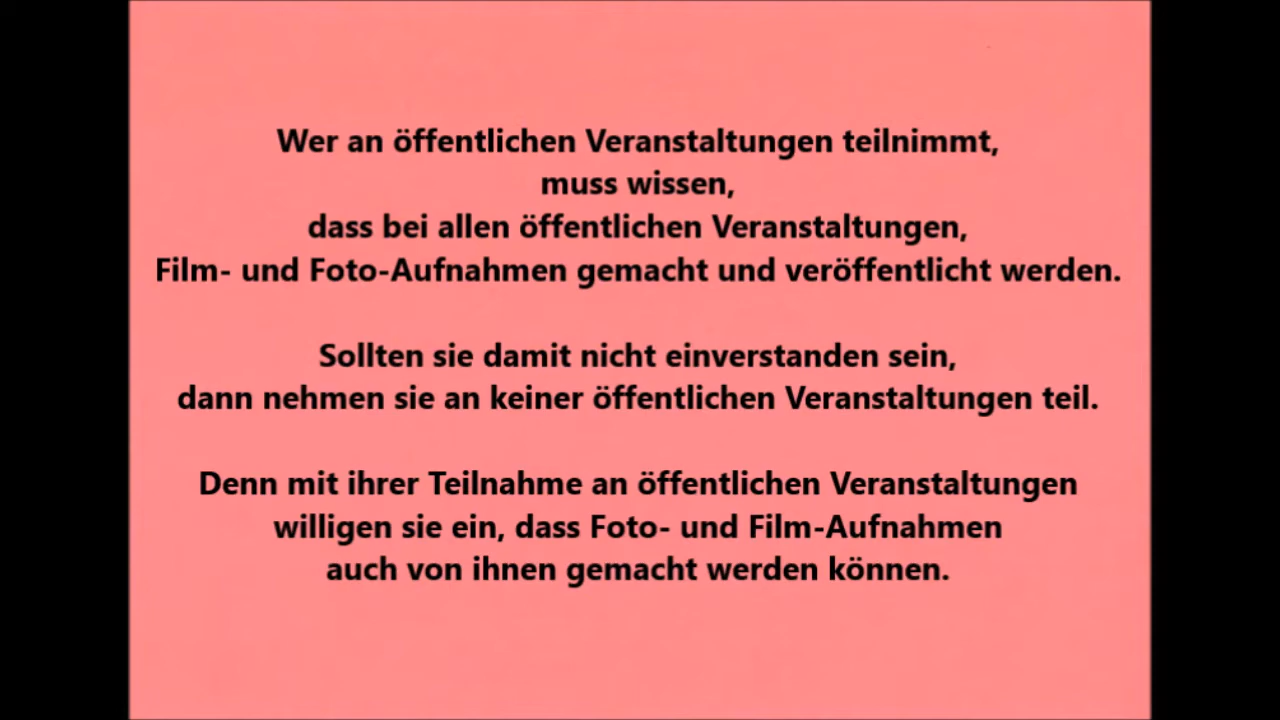 Wer an öffentlichen Veranstaltungen teilnimmt,
muss wissen,
dass bei allen öffentlichen Veranstaltungen,
Film- und Foto-Aufnahmen gemacht und veröffentlicht werden.
Sollten sie damit nicht einverstanden sein,
dann nehmen sie an keiner öffentlichen Veranstaltungen teil.
Denn mit ihrer Teilnahme an öffentlichen Veranstaltungen
willigen sie ein, dass Foto- und Film-Aufnahmen
auch von ihnen gemacht werden können.